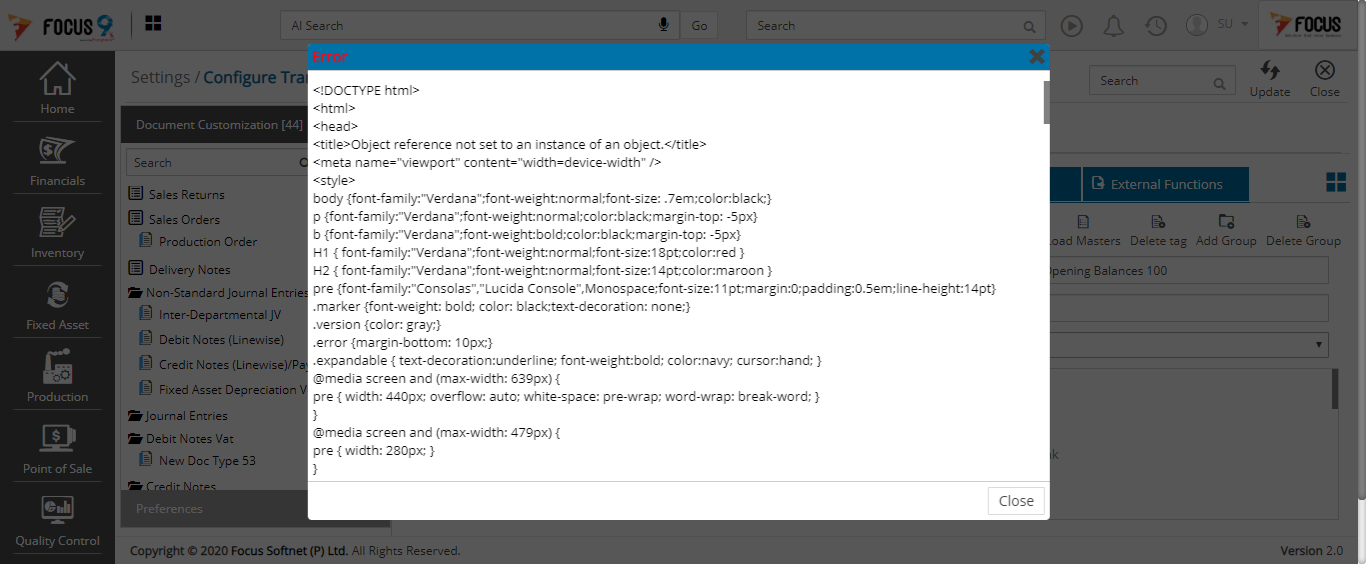 FOCUS 9
AI Search
Go
Search
SU
FOCUS
Settings / Configure Tra
Search
Update
Close
Home
Financials
Inventory
Fixed Asset
Production
Point of Sale
Quality Control
Document Customization [44]
Search
Sales Returns
Sales Orders
Production Order
Delivery Notes
Non-Standard Journal Entries
Inter-Departmental JV
Debit Notes (Linewise)
Credit Notes (Linewise)/Pay
Fixed Asset Depreciation V
Journal Entries
Debit Notes Vat
New Doc Type 53
Credit Notes
Preferences
Error
<!DOCTYPE html>
<html>
<head>
<title>Object reference not set to an instance of an object.</title>
<meta name="viewport" content="width=device-width" />
<style>
body {font-family:"Verdana";font-weight:normal;font-size: .7em;color:black;}
p {font-family:"Verdana";font-weight:normal;color:black;margin-top: -5px}
b {font-family:"Verdana";font-weight:bold;color:black;margin-top: -5px}
H1 { font-family:"Verdana";font-weight:normal;font-size:18pt;color:red }
H2 { font-family:"Verdana";font-weight:normal;font-size:14pt;color:maroon }
pre {font-family:"Consolas","Lucida Console",Monospace;font-size:11pt;margin:0;padding:0.5em;line-height:14pt}
.marker {font-weight: bold; color: black;text-decoration: none;}
.version {color: gray;}
.error {margin-bottom: 10px;}
.expandable { text-decoration:underline; font-weight:bold; color:navy; cursor:hand; }
@media screen and (max-width: 639px) {
pre { width: 440px; overflow: auto; white-space: pre-wrap; word-wrap: break-word; }
}
@media screen and (max-width: 479px) {
pre { width: 280px; }
}
Close
External Functions
oad Masters
Delete tag
Add Group
Delete Group
Opening Balances 100
Copyright © 2020 Focus Softnet (P) Ltd. All Rights Reserved.
Version 2.0